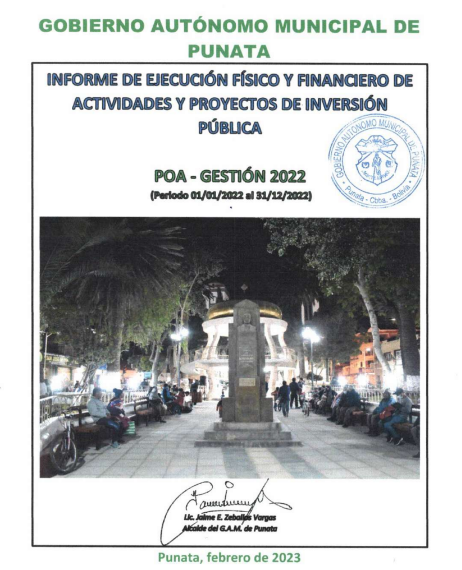 GOBIERNO AUTÓNOMO MUNICIPAL DE
PUNATA
INFORME DE EJECUCIÓN FÍSICO Y FINANCIERO DE
ACTIVIDADES Y PROYECTOS DE INVERSIÓN
PÚBLICA
GOBIERNO AUTONOMO MUNICIPAL DE PUNATA
Punata - Cbba. - Bolivia
POA - GESTIÓN 2022
(Periodo 01/01/2022 al 31/12/2022)
Lic. Jaime E. Zeballos Vargas
Alcalde del G.A.M. de Punata
Punata, febrero de 2023